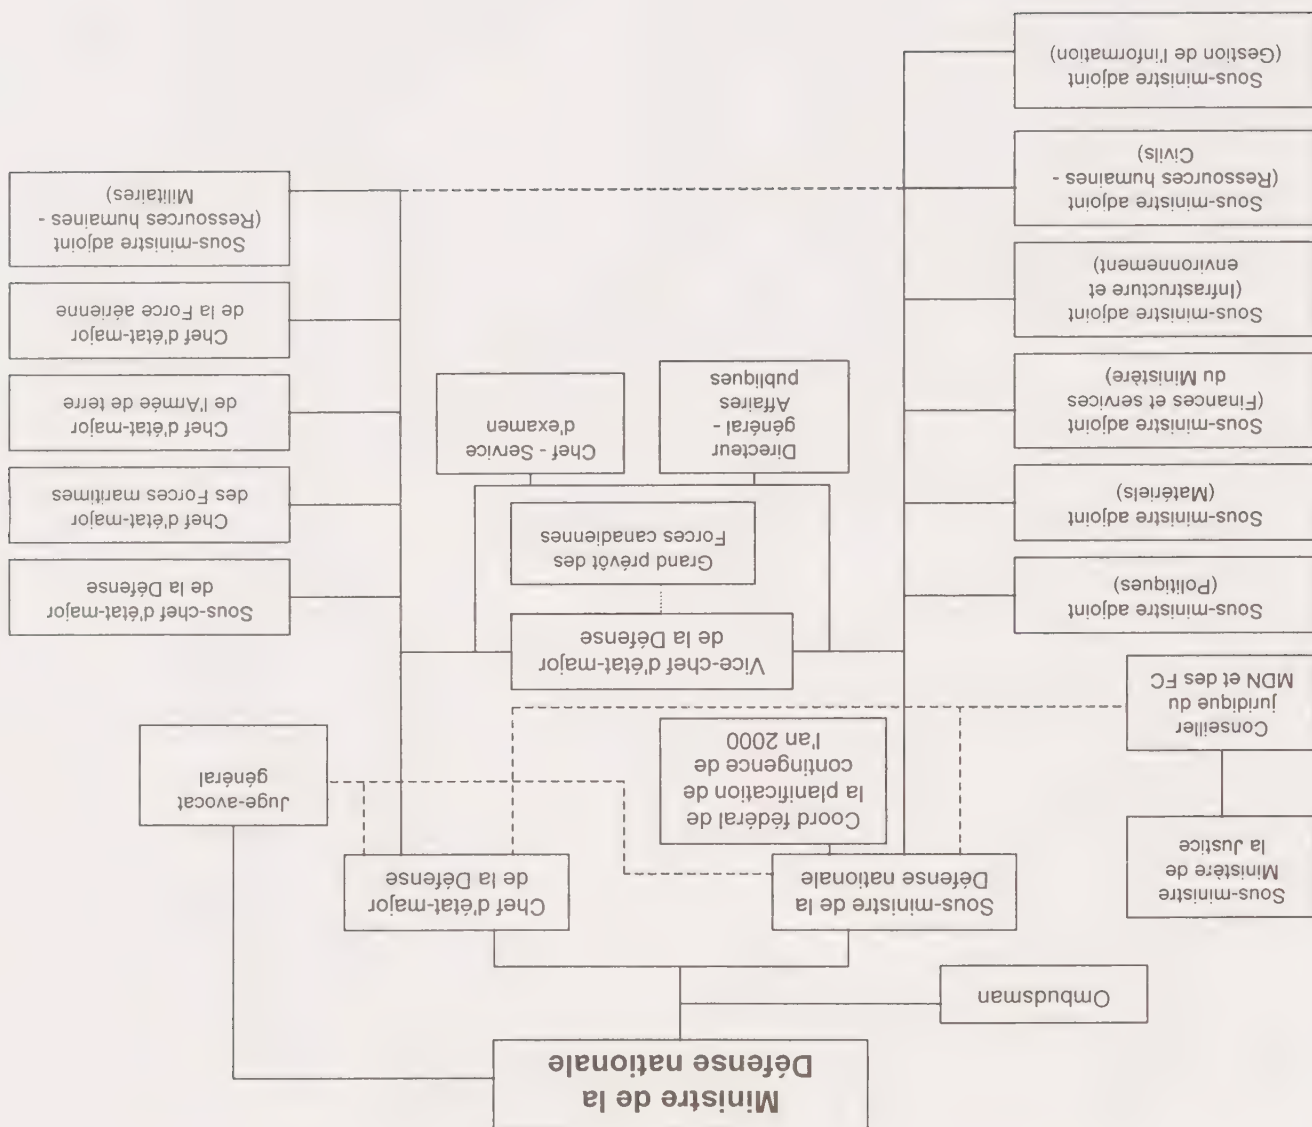 Ministre de la
Défense nationale
Ombudsman
Sous-ministre
Ministère de
la Justice
Sous-ministre de la
Défense nationale
Chef d'état-major
de la Défense
Conseiller
juridique du
MDN et des FC
Coord fédéral de
la planification de
contingence de
l'an 2000
Juge-avocat
général
Vice-chef d'état-major
de la Défense
Grand prévôt des
Forces canadiennes
Directeur
général -
Affaires
publiques
Chef - Service
d'examen
Sous-ministre adjoint
(Politiques)
Sous-ministre adjoint
(Matériels)
Sous-ministre adjoint
(Finances et services
du Ministère)
Sous-ministre adjoint
(Infrastructure et
environnement)
Sous-ministre adjoint
(Ressources humaines -
Civils)
Sous-ministre adjoint
(Gestion de l'information)
Sous-chef d'état-major
de la Défense
Chef d'état-major
des Forces maritimes
Chef d'état-major
de l'Armée de terre
Chef d'état-major
de la Force aérienne
Sous-ministre adjoint
(Ressources humaines -
Militaires)